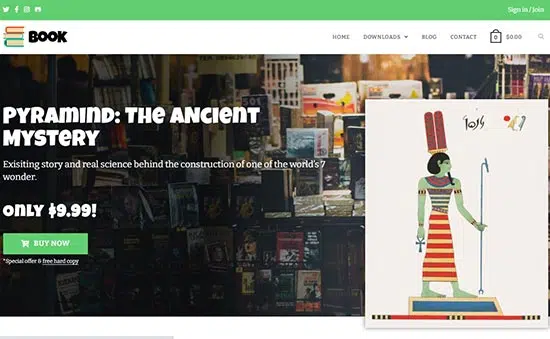 Sign in / Join
BOOK
HOME
DOWNLOADS
BLOG
CONTACT
0
$0.00
Pyramind: The Ancient
Mystery
Exisiting story and real science behind the construction of one of the world's 7
wonder.
Only $9.99!
BUY NOW
*Special offer & free hard copy